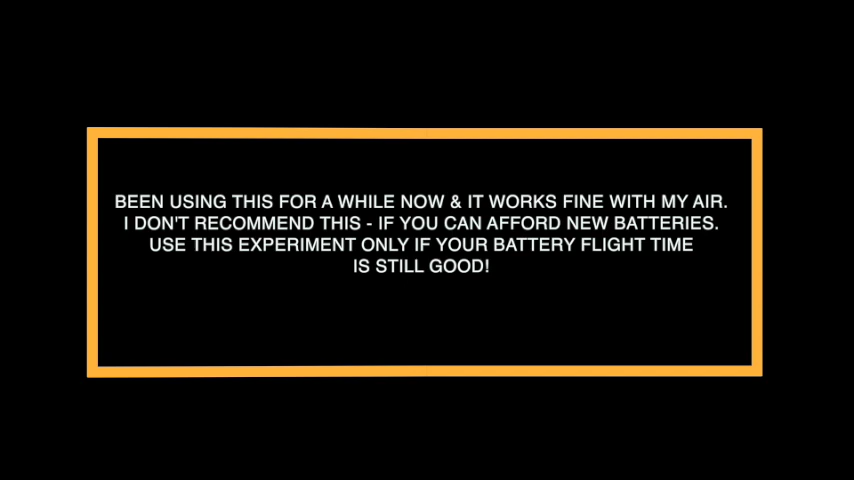 BEEN USING THIS FOR A WHILE NOW & IT WORKS FINE WITH MY AIR.
I DON'T RECOMMEND THIS - IF YOU CAN AFFORD NEW BATTERIES.
USE THIS EXPERIMENT ONLY IF YOUR BATTERY FLIGHT TIME
IS STILL GOOD!